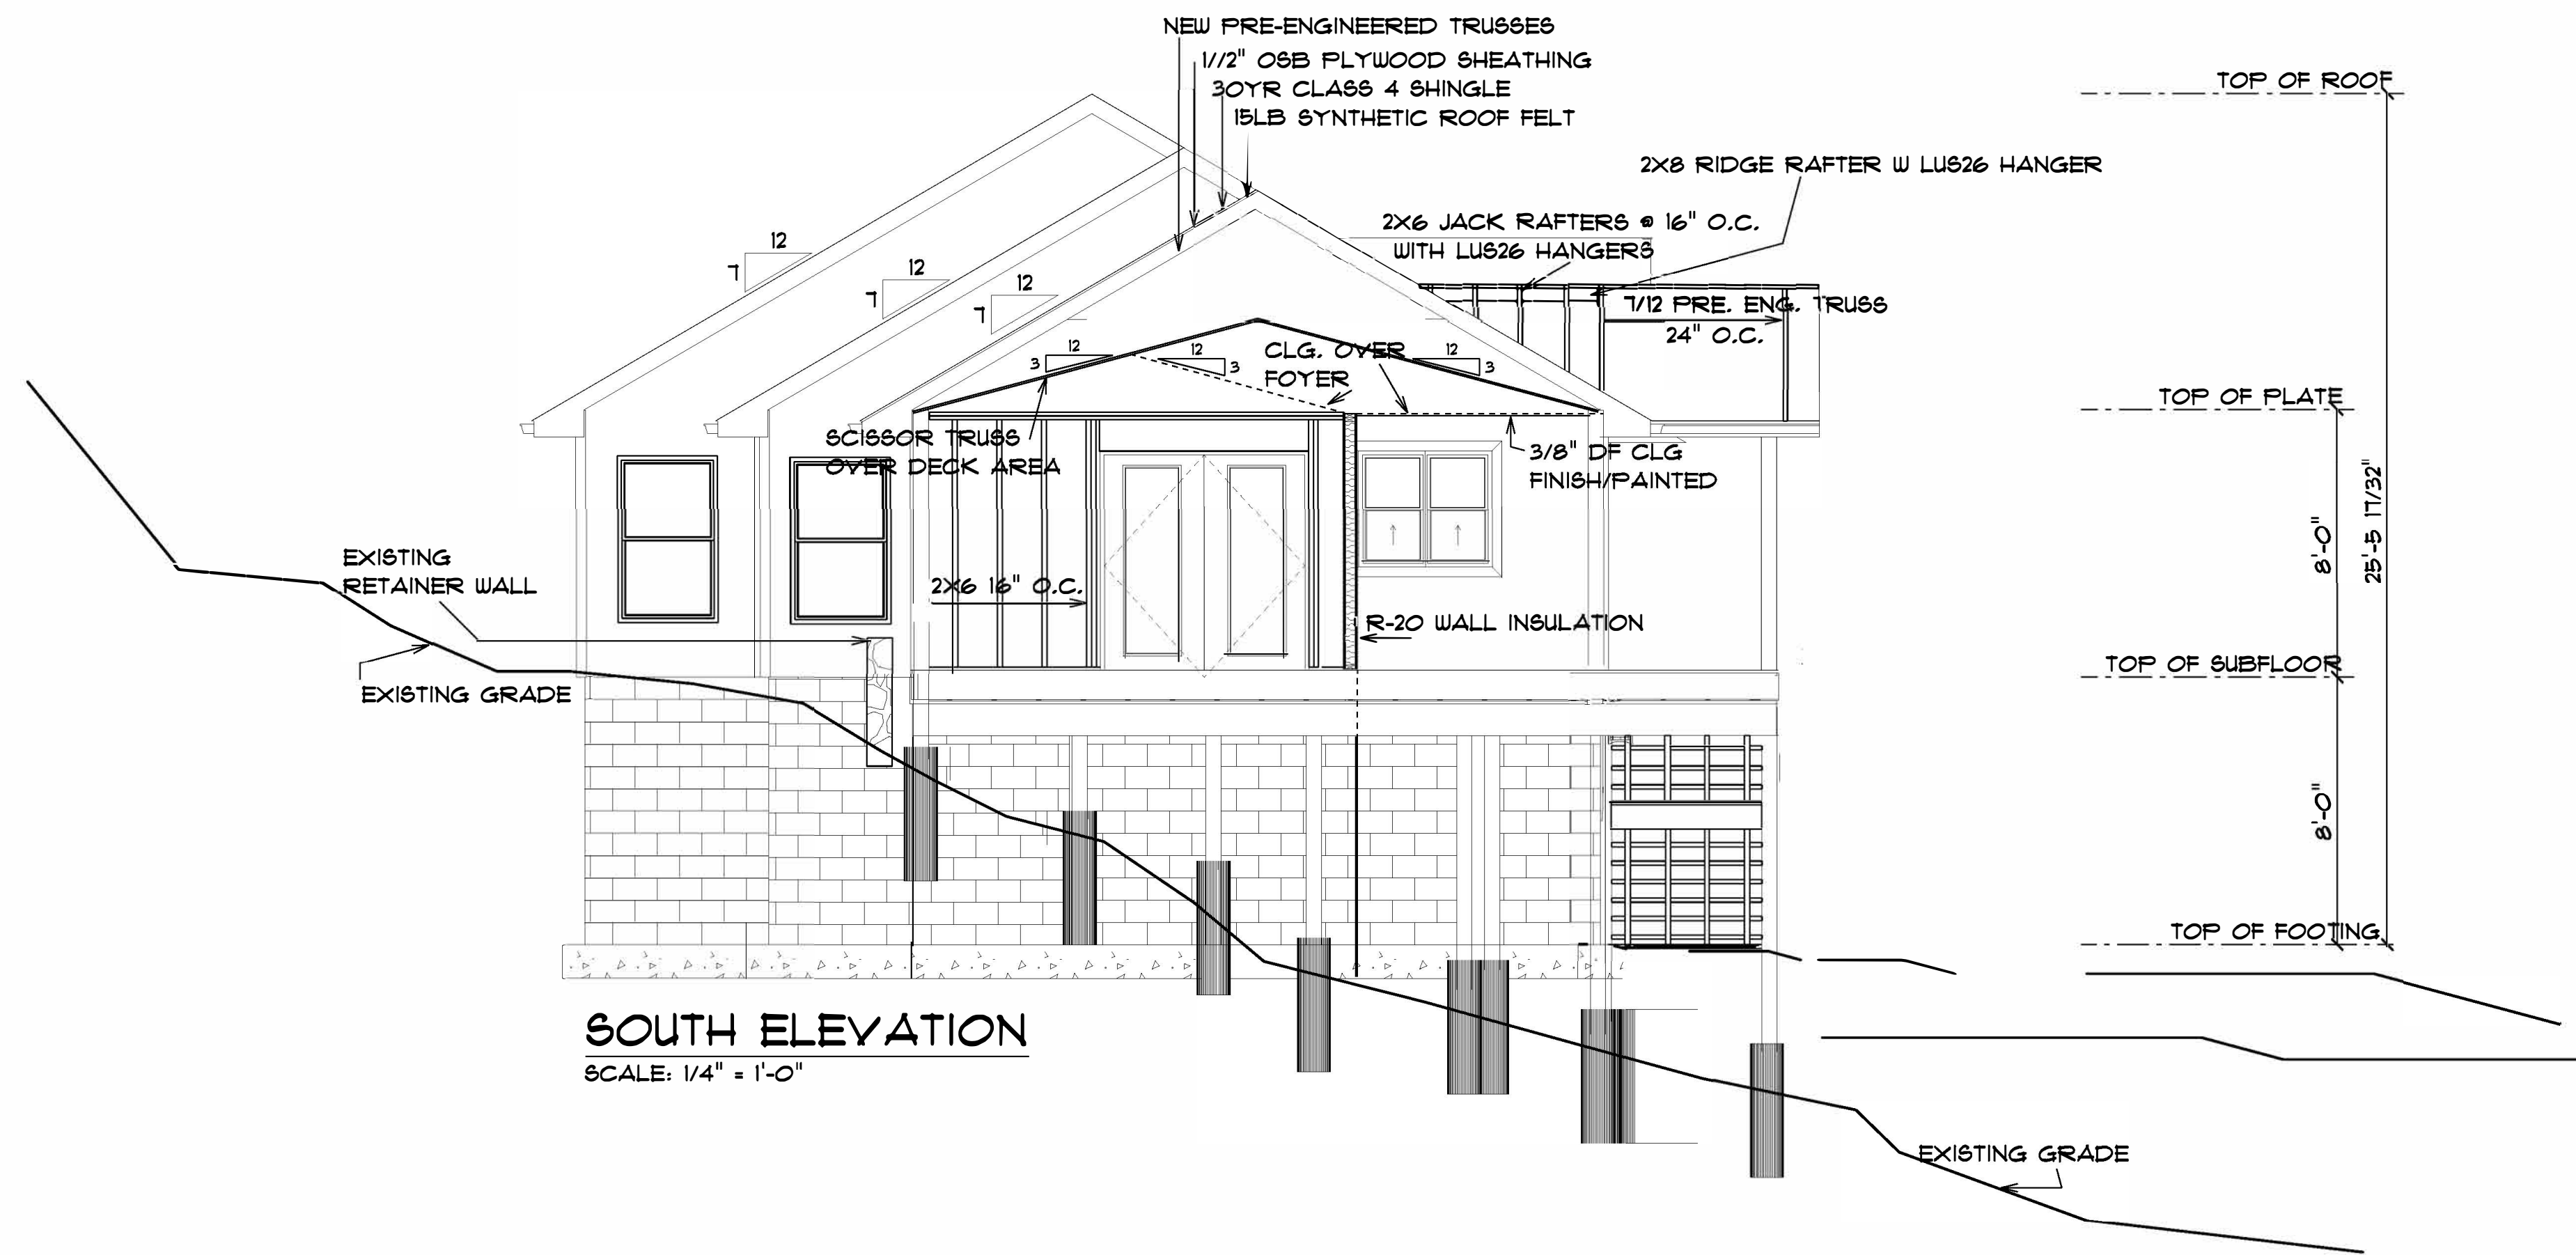 NEW PRE-ENGINEERED TRUSSES
1//2" OSB PLYWOOD SHEATHING
30YR CLASS 4 SHINGLE
15LB SYNTHETIC ROOF FELT
TOP OF ROOF
2X8 RIDGE RAFTER W LUS26 HANGER
2X6 JACK RAFTERS @ 16" O.C.
WITH LUS26 HANGERS
12
7
12
7
12
7
7/12 PRE. ENG. TRUSS
24" O.C.
12
3
12
3
CLG. OVER
FOYER
12
3
TOP OF PLATE
SCISSOR TRUSS
OVER DECK AREA
3/8" DF CLG
FINISH/PAINTED
8'-0"
25'-5 17/32"
EXISTING
RETAINER WALL
2X6 16" O.C.
R-20 WALL INSULATION
EXISTING GRADE
TOP OF SUBFLOOR
8'-0"
TOP OF FOOTING
SOUTH ELEVATION
SCALE: 1/4" = 1'-0"
EXISTING GRADE